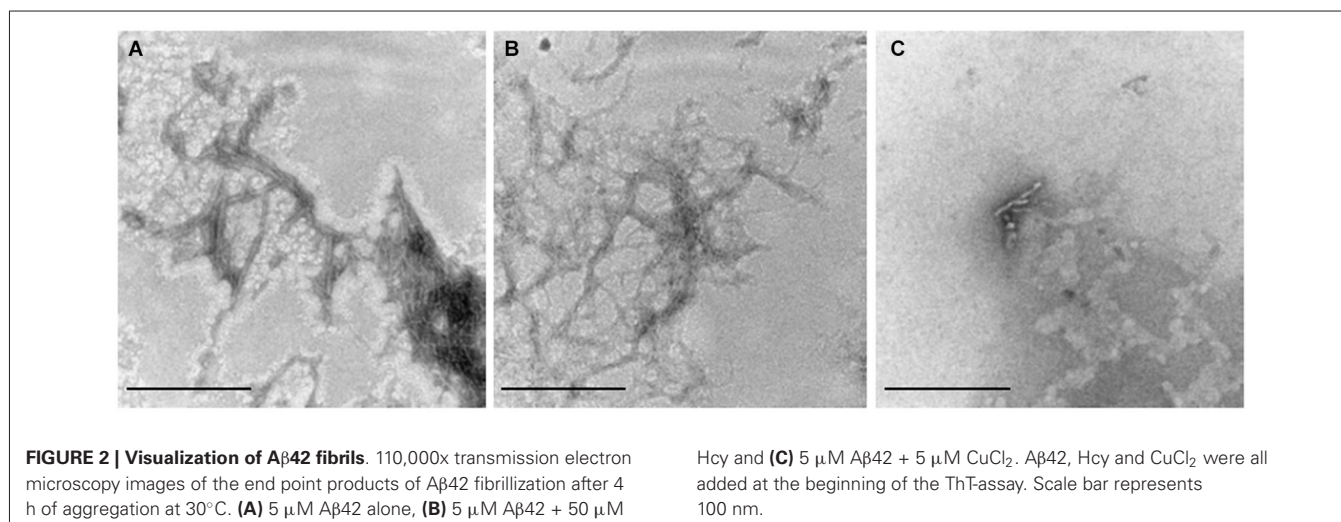 A
B
C
FIGURE 2 | Visualization of Aβ42 fibrils. 110,000x transmission electron
microscopy images of the end point products of Aβ42 fibrillization after 4
h of aggregation at 30°C. (A) 5 μM Aβ42 alone, (B) 5 μM Aβ42 + 50 μM
Hcy and (C) 5 μM Aβ42 + 5 μM CuCl₂. Aβ42, Hcy and CuCl₂ were all
added at the beginning of the ThT-assay. Scale bar represents
100 nm.